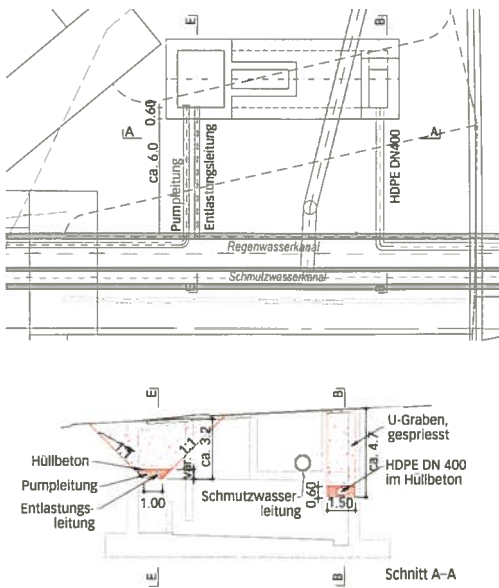 E
B
0.60
A
A
ca. 6.0
Pumpleitung
Entlastungsleitung
HDPE DN400
Regenwasserkanal
Schmutzwasserkanal
E
B
E
B
1:1
1:1
var.
ca. 3.2
ca. 4.7
U-Graben,
gespriesst
Hüllbeton
HDPE DN 400
im Hüllbeton
Pumpleitung
Entlastungs-
leitung
1.00
Schmutzwasser-
leitung
0.60
1.50
E
B
Schnitt A–A